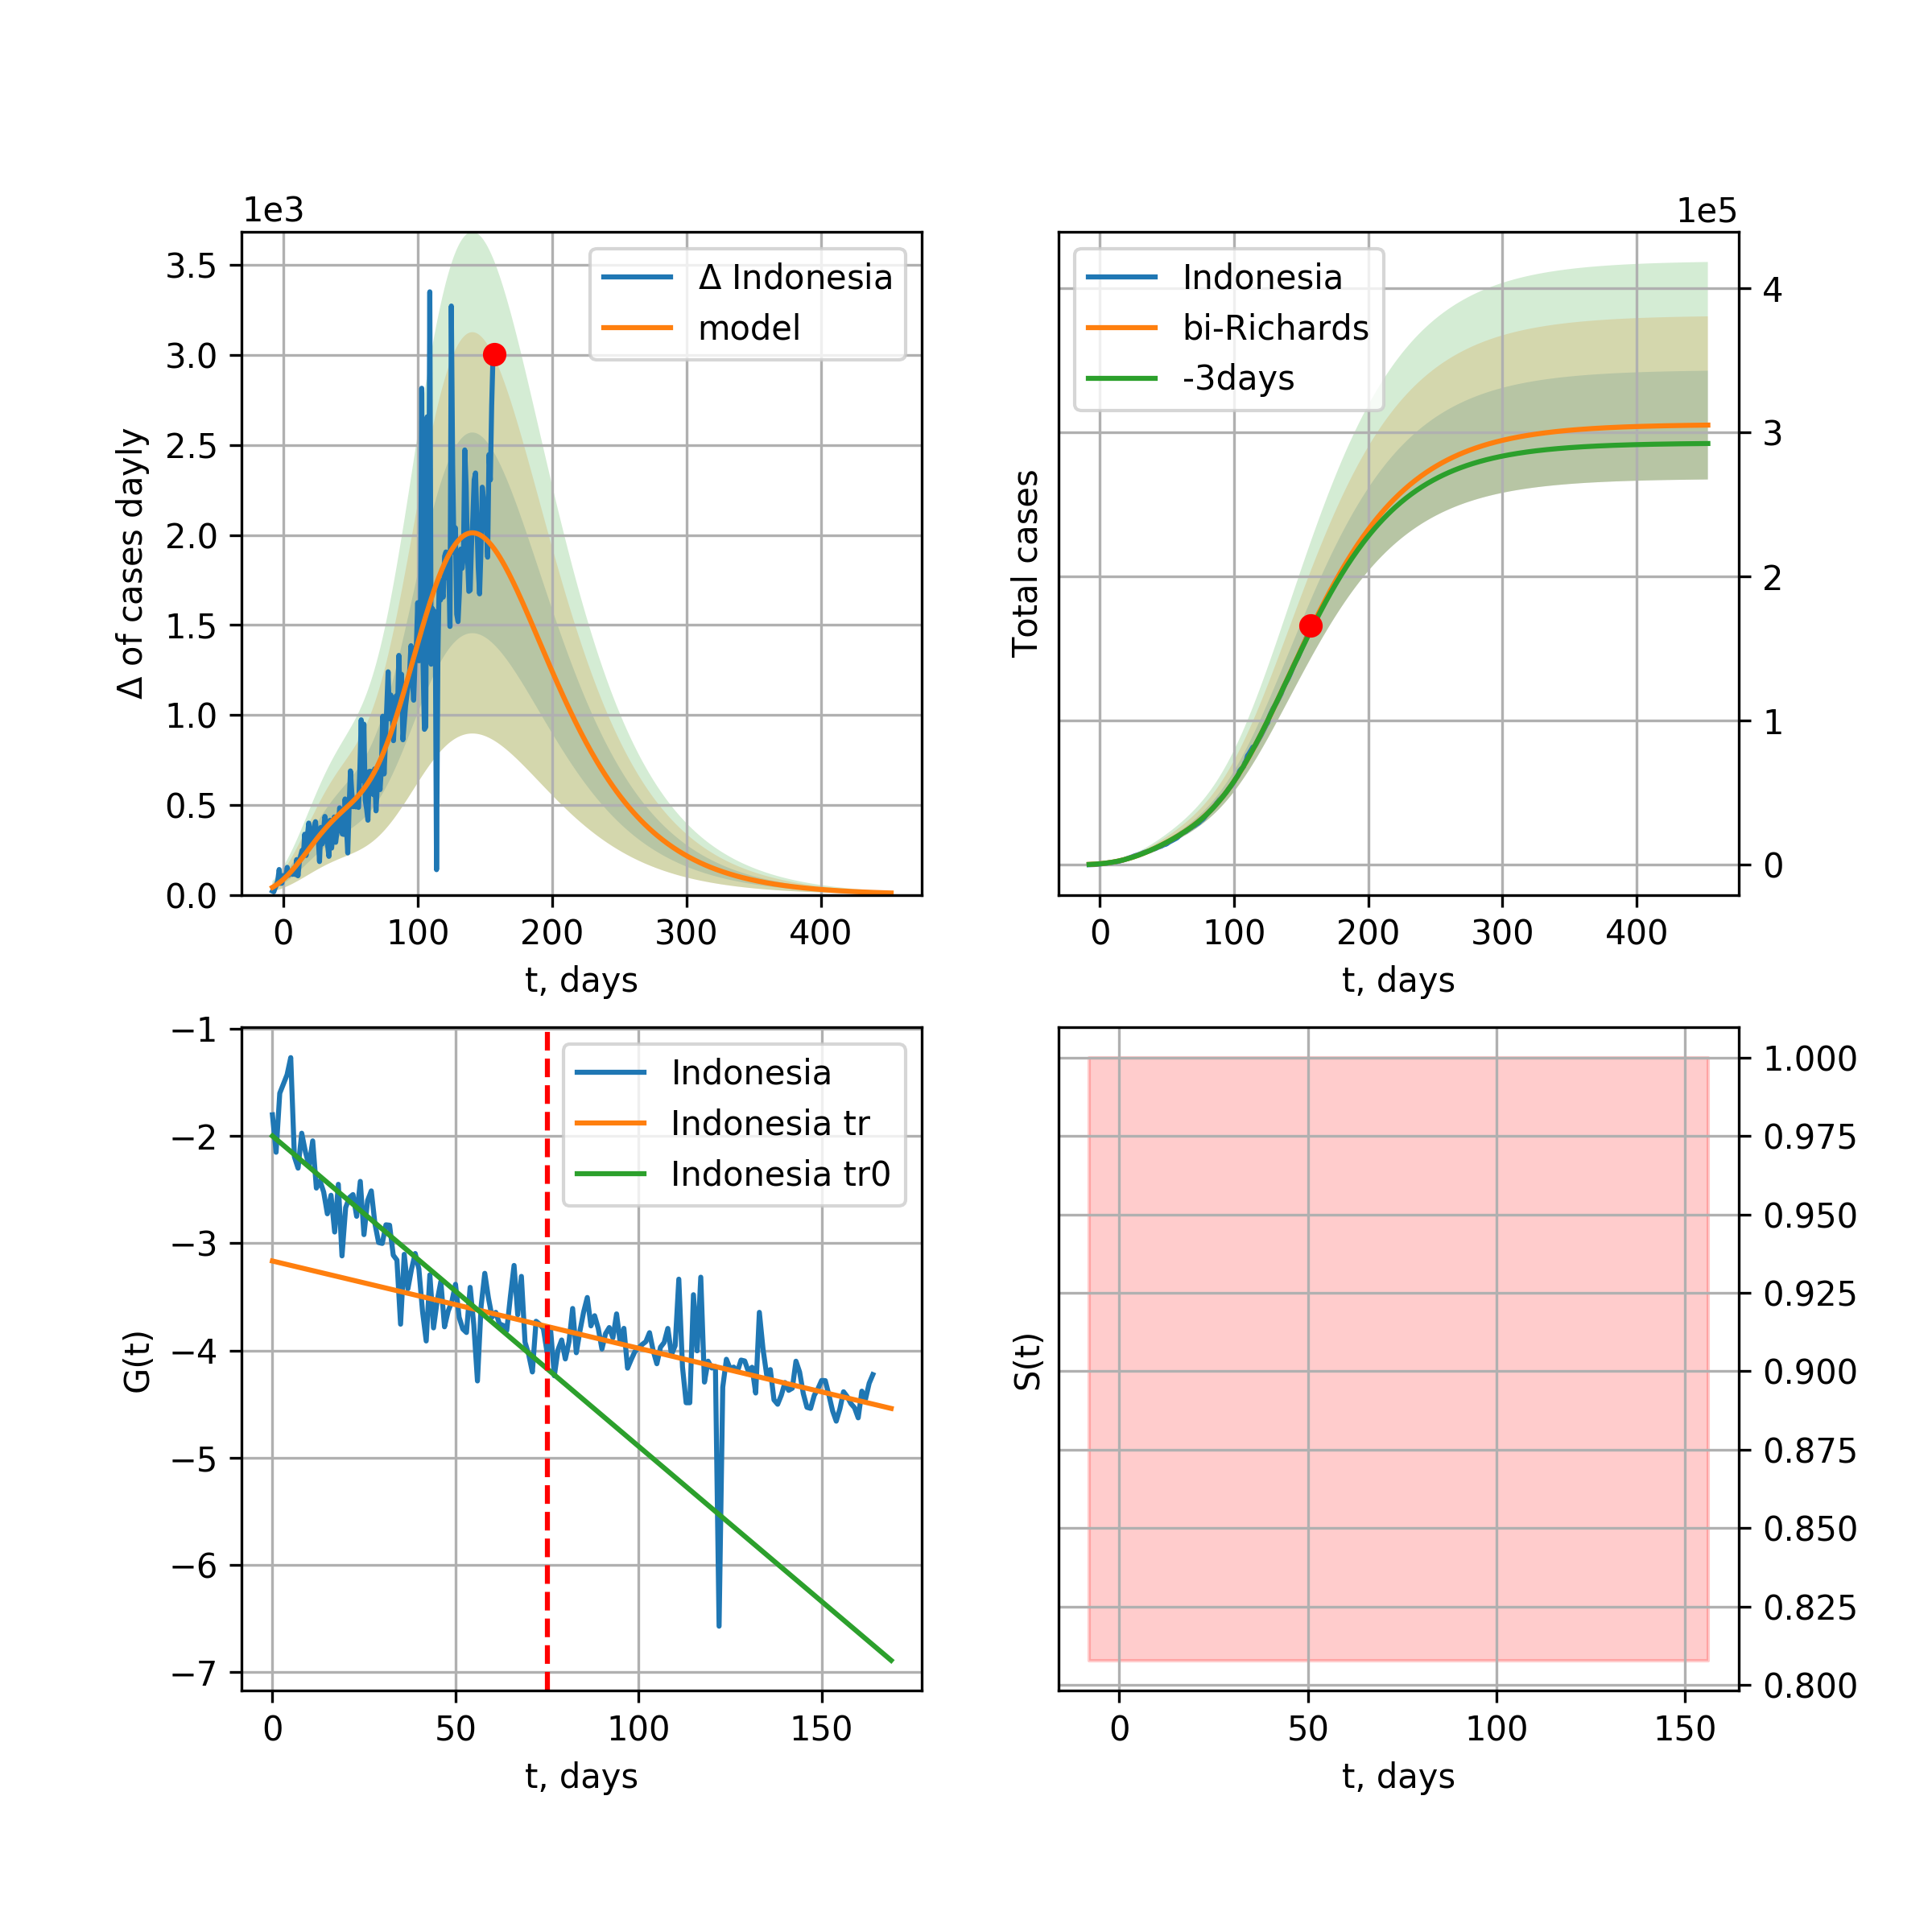 1e3
3.5
3.0
2.5
2.0
1.5
1.0
0.5
0.0
Δ of cases dayly
Δ Indonesia
model
0 100 200 300 400
t, days
1e5
Indonesia
bi-Richards
-3days
Total cases
4
3
2
1
0
0 100 200 300 400
t, days
−1
−2
−3
−4
−5
−6
−7
G(t)
Indonesia
Indonesia tr
Indonesia tr0
0 50 100 150
t, days
S(t)
1.000
0.975
0.950
0.925
0.900
0.875
0.850
0.825
0.800
0 50 100 150
t, days